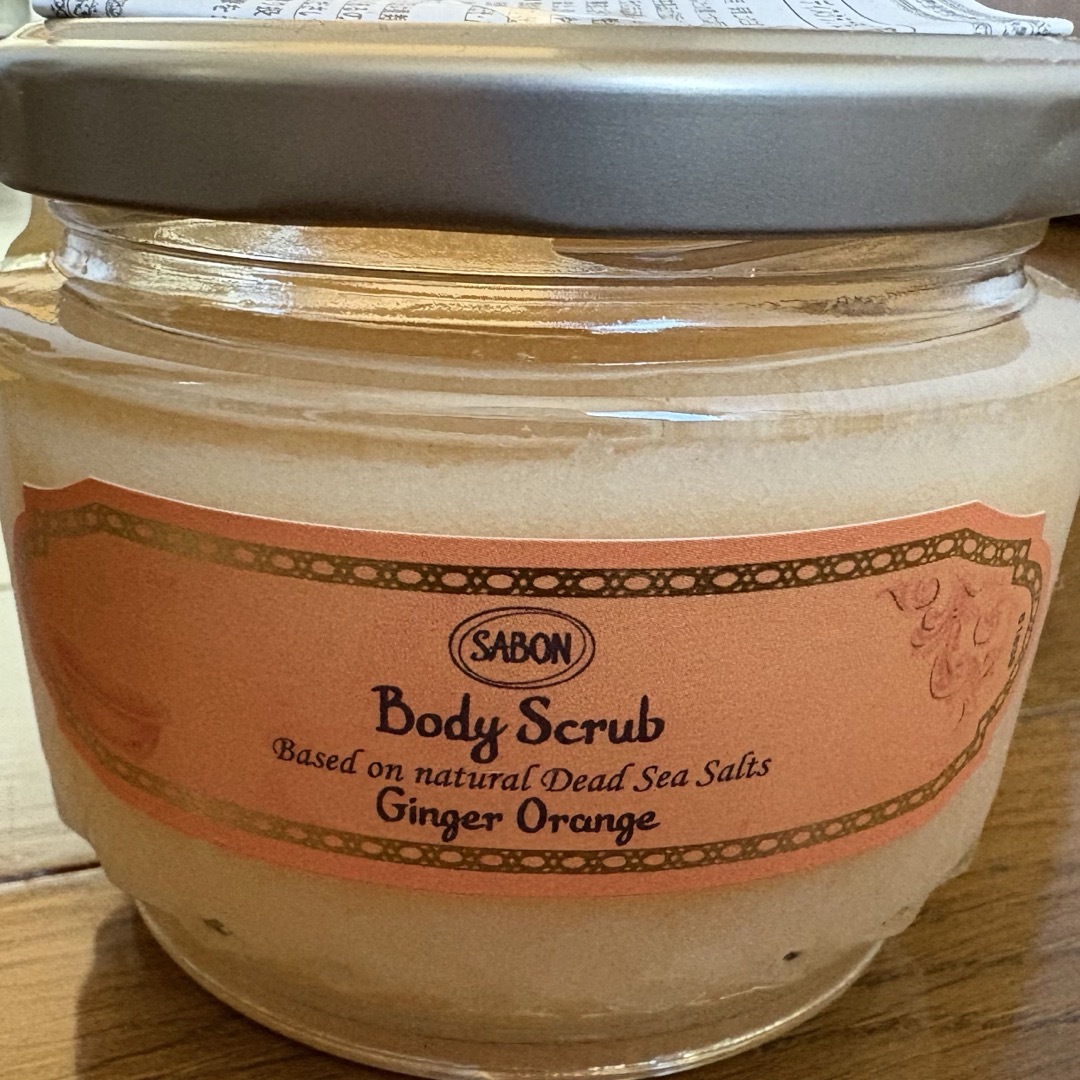 SABON
Body Scrub
Based on natural Dead Sea Salts
Ginger Orange